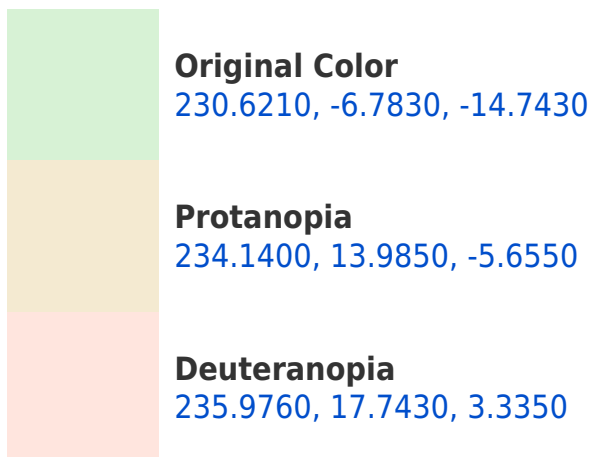 Original Color
230.6210, -6.7830, -14.7430
Protanopia
234.1400, 13.9850, -5.6550
Deuteranopia
235.9760, 17.7430, 3.3350